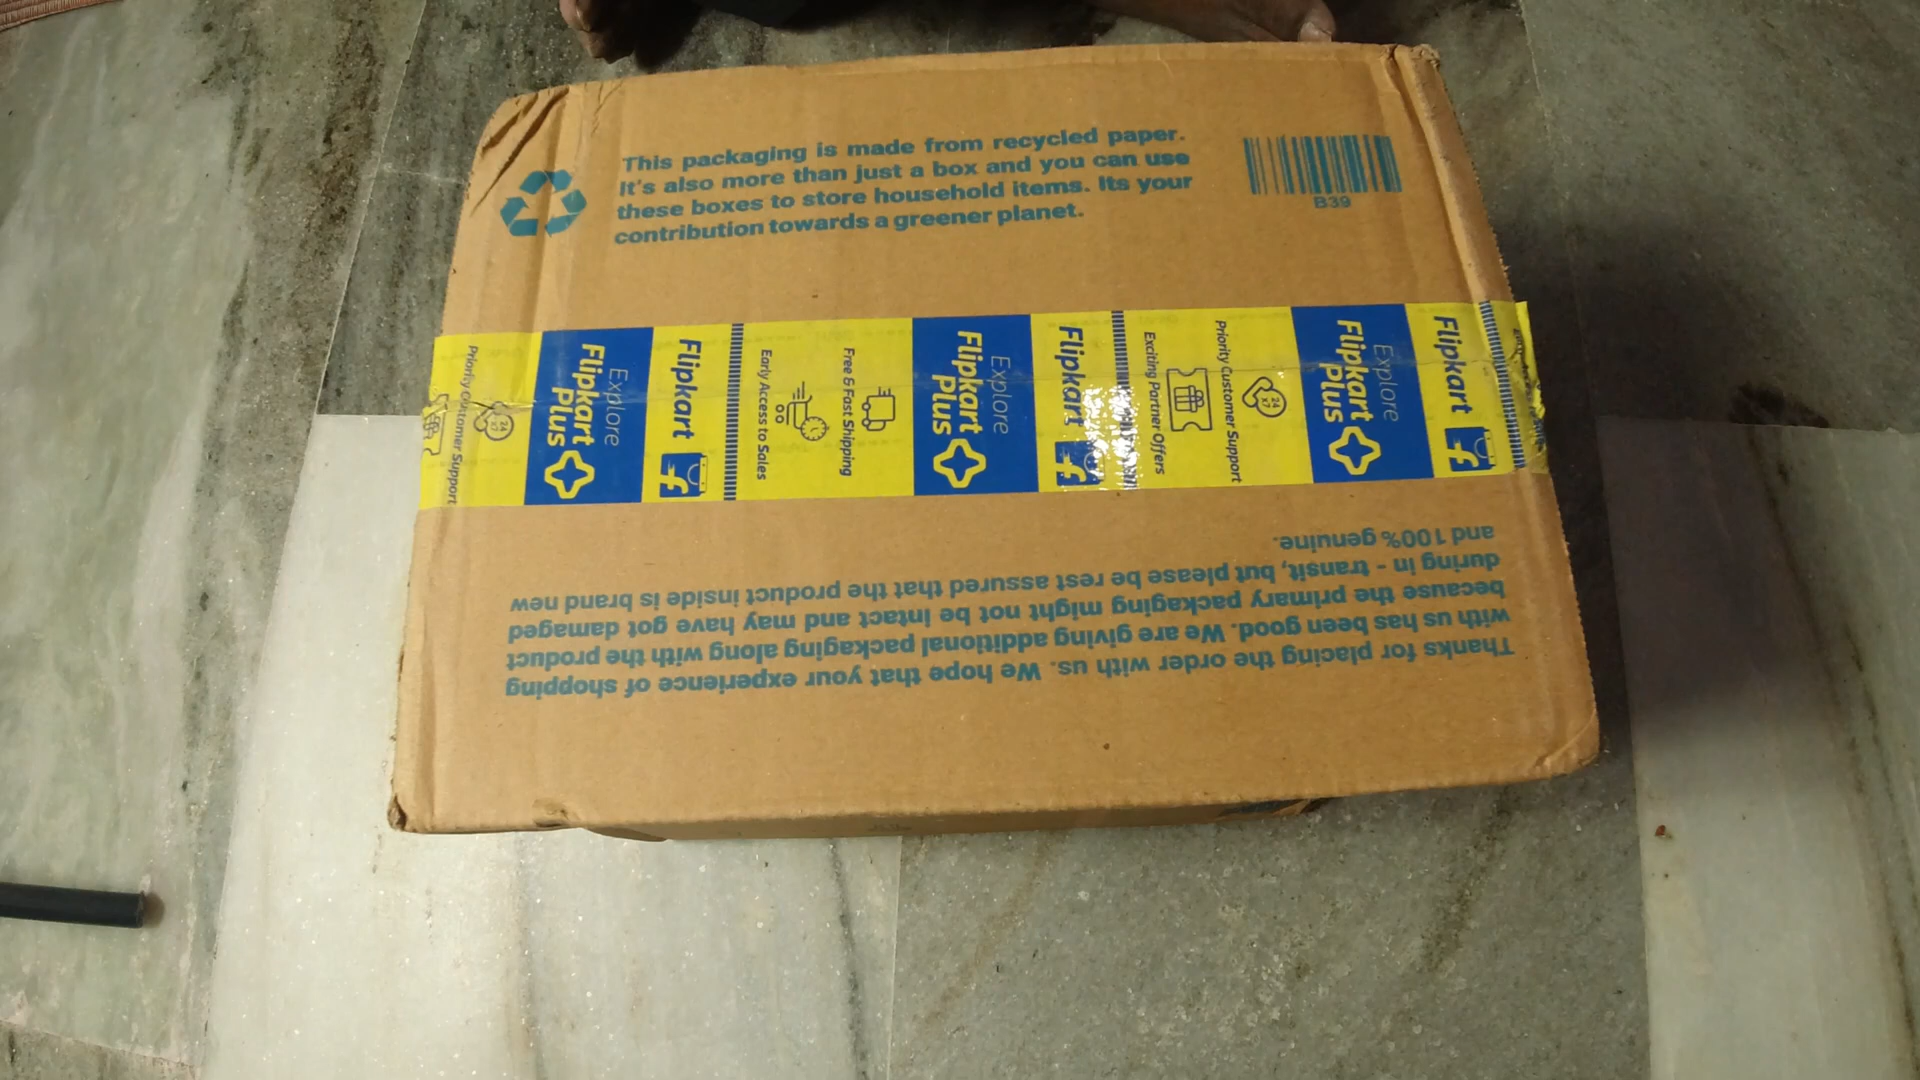 This packaging is made from recycled paper.
It's also more than just a box and you can use
these boxes to store household items. Its your
contribution towards a greener planet.
B39
Priority Customer Support
Explore
Flipkart
Plus
Flipkart
Early Access to Sales
Free & Fast Shipping
Explore
Flipkart
Plus
Flipkart
Exciting Partner Offers
Priority Customer Support
24
x7
Explore
Flipkart
Plus
Flipkart
Thanks for placing the order with us. We hope that your experience of shopping
with us has been good. We are giving additional packaging along with the product
because the primary packaging might not be intact and may have got damaged
during in - transit, but please be rest assured that the product inside is brand new
and 100% genuine.